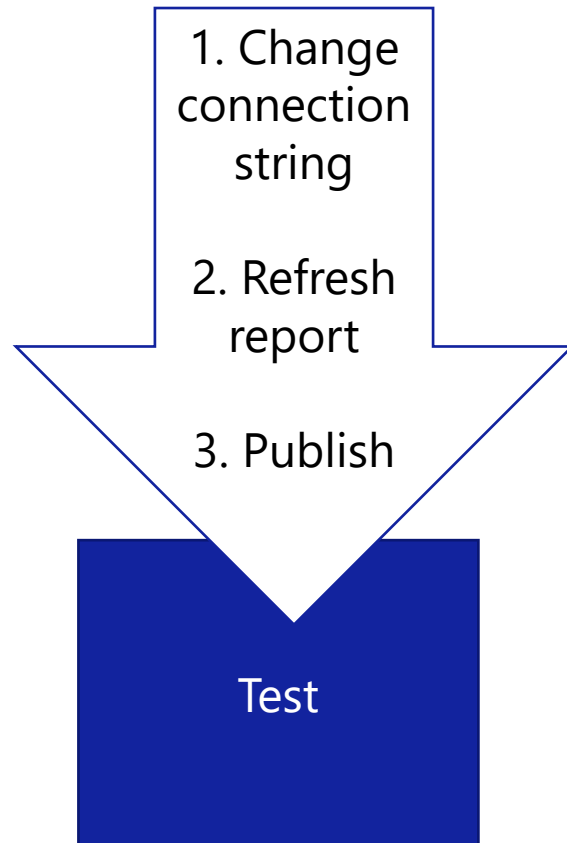 1. Change
connection
string
2. Refresh
report
3. Publish
Test